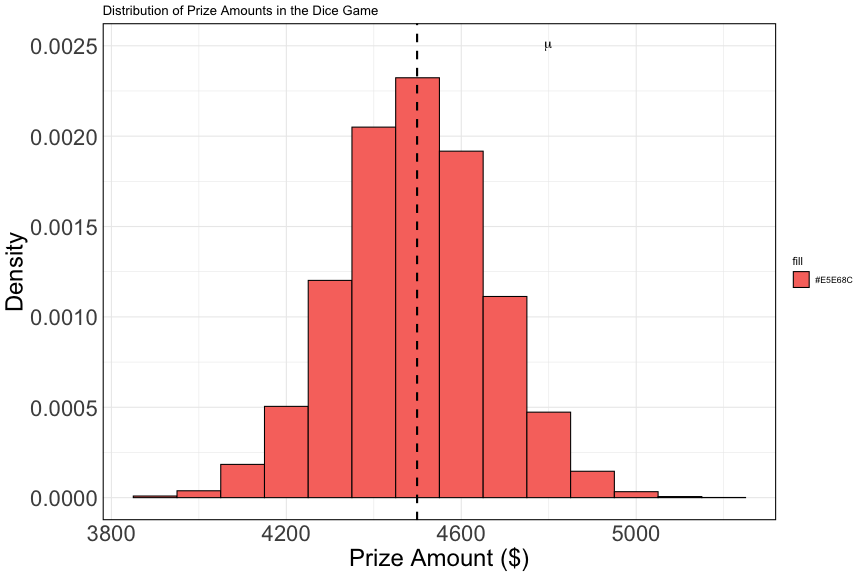 Distribution of Prize Amounts in the Dice Game
μ
0.0025
0.0020
0.0015
0.0010
0.0005
0.0000
Density
3800 4200 4600 5000
Prize Amount ($)
fill
#E5E68C